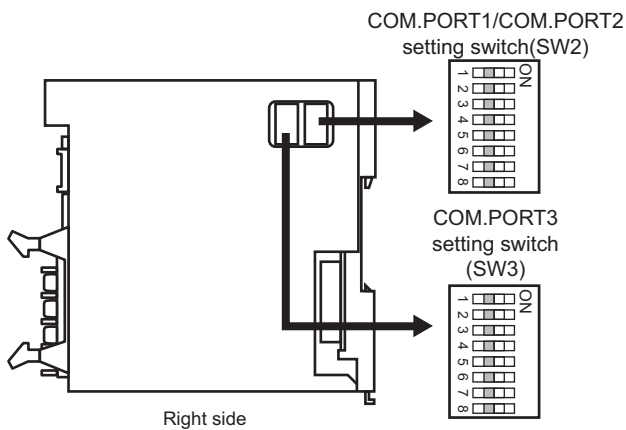 COM.PORT1/COM.PORT2
setting switch(SW2)
ON
1
2
3
4
5
6
7
8
COM.PORT3
setting switch
(SW3)
ON
1
2
3
4
5
6
7
8
Right side